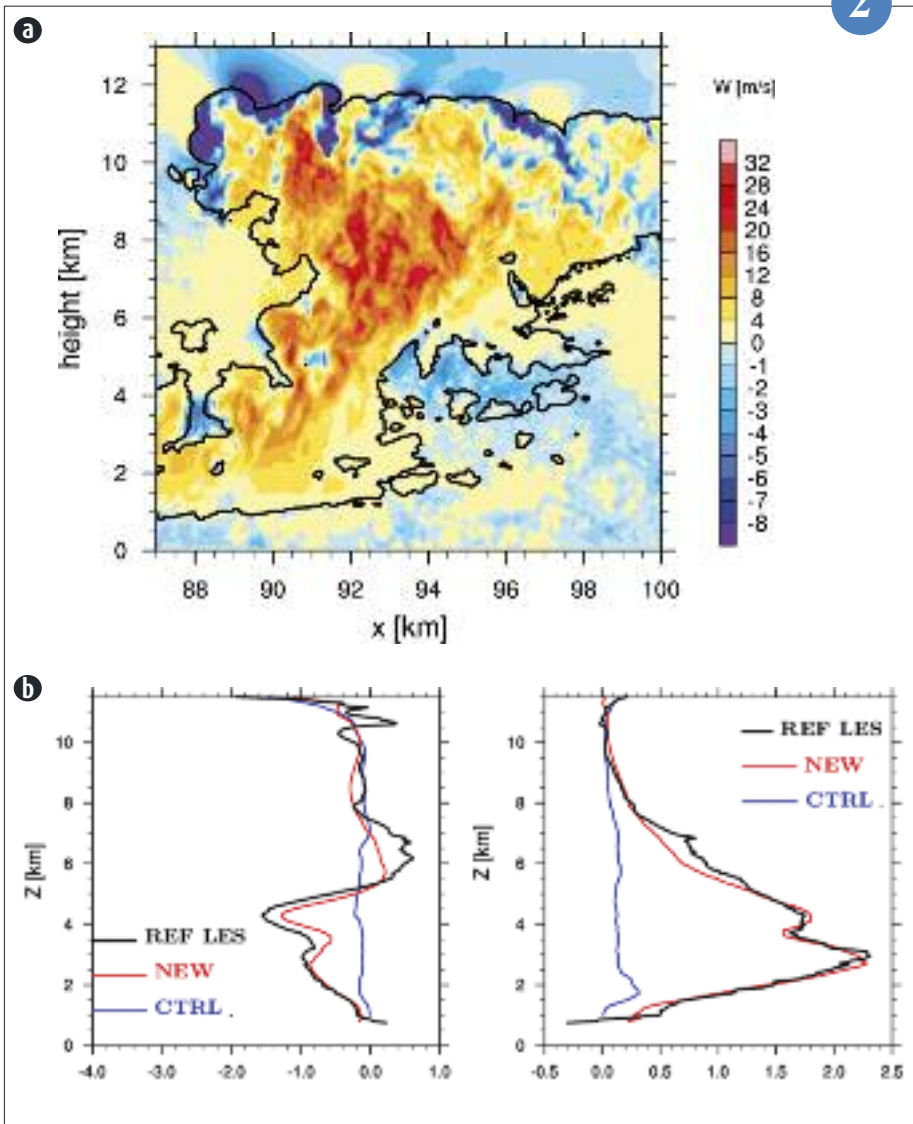 2
a
W [m/s]
12
10
8
6
4
2
0
height [km]
88 90 92 94 96 98 100
x [km]
32
28
24
20
16
12
8
4
0
-1
-2
-3
-4
-5
-6
-7
-8
b
10
8
6
4
2
0
Z [km]
REF LES
NEW
CTRL .
-4.0 -3.0 -2.0 -1.0 0.0 1.0
10
8
6
4
2
0
Z [km]
REF LES
NEW
CTRL .
-0.5 0.0 0.5 1.0 1.5 2.0 2.5